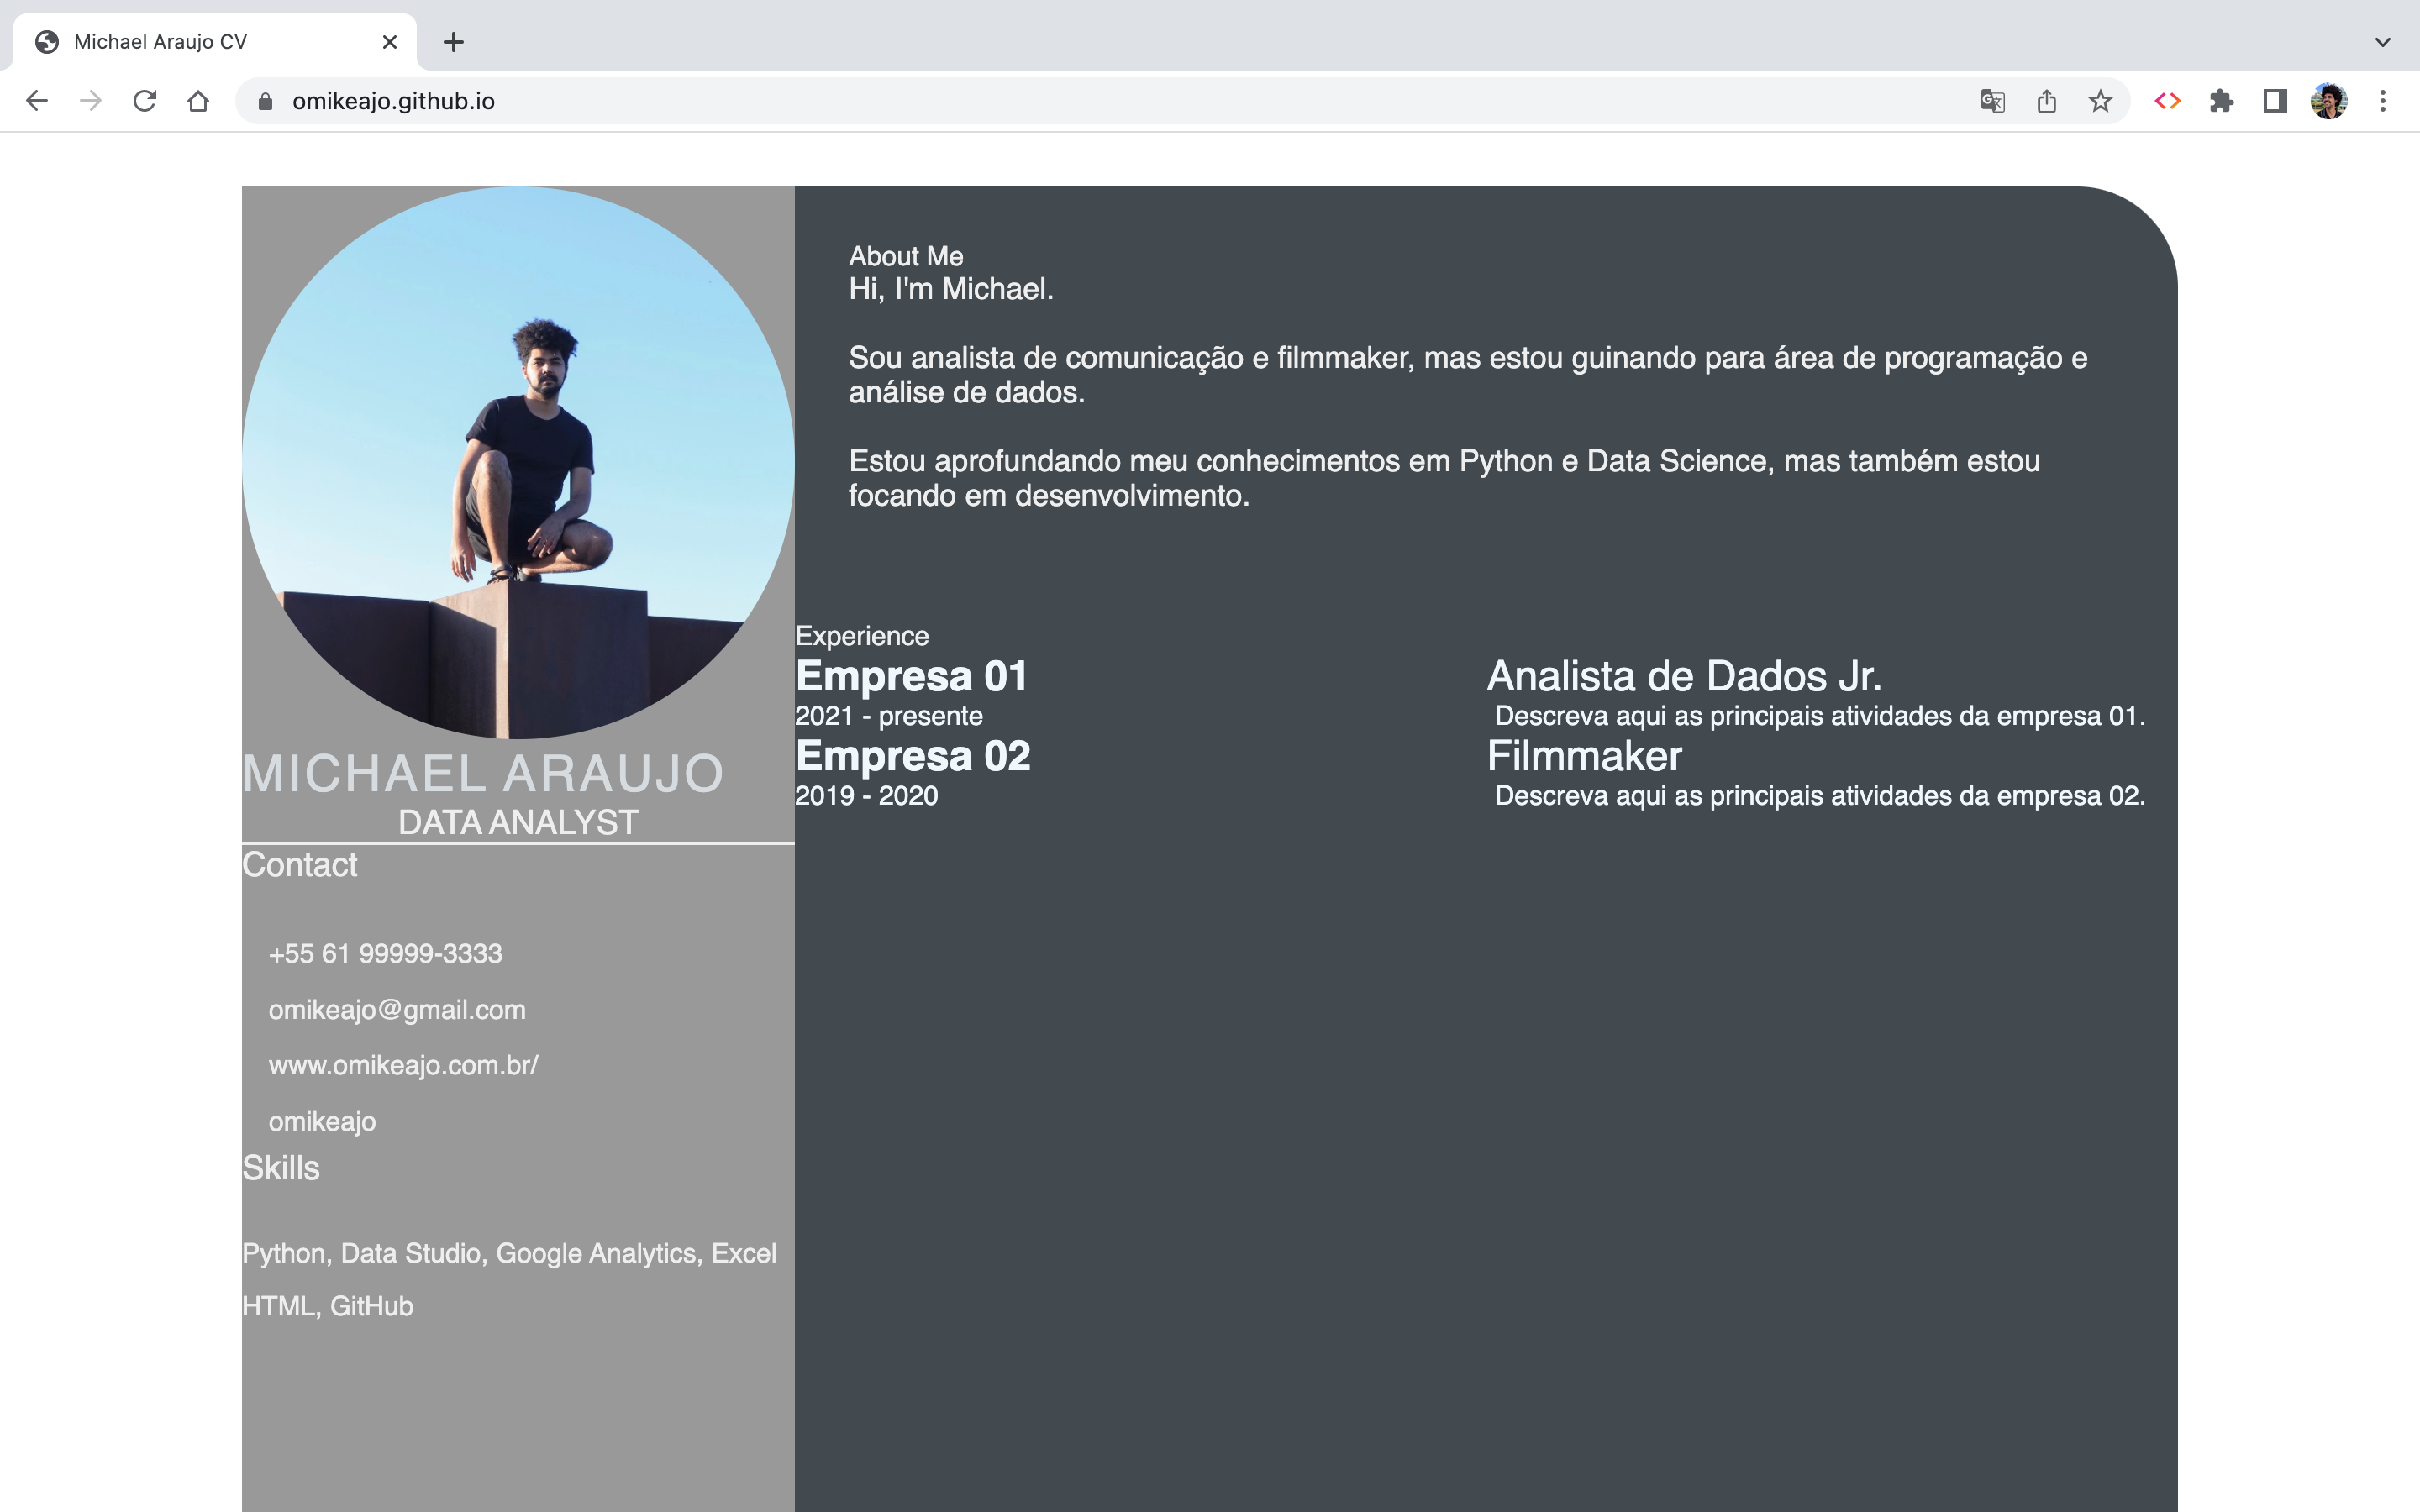 Michael Araujo CV
omikeajo.github.io
MICHAEL ARAUJO
DATA ANALYST
Contact
+55 61 99999-3333
omikeajo@gmail.com
www.omikeajo.com.br/
omikeajo
Skills
Python, Data Studio, Google Analytics, Excel
HTML, GitHub
About Me
Hi, I'm Michael.
Sou analista de comunicação e filmmaker, mas estou guinando para área de programação e
análise de dados.
Estou aprofundando meu conhecimentos em Python e Data Science, mas também estou
focando em desenvolvimento.
Experience
Empresa 01
Analista de Dados Jr.
2021 - presente
Descreva aqui as principais atividades da empresa 01.
Empresa 02
Filmmaker
2019 - 2020
Descreva aqui as principais atividades da empresa 02.